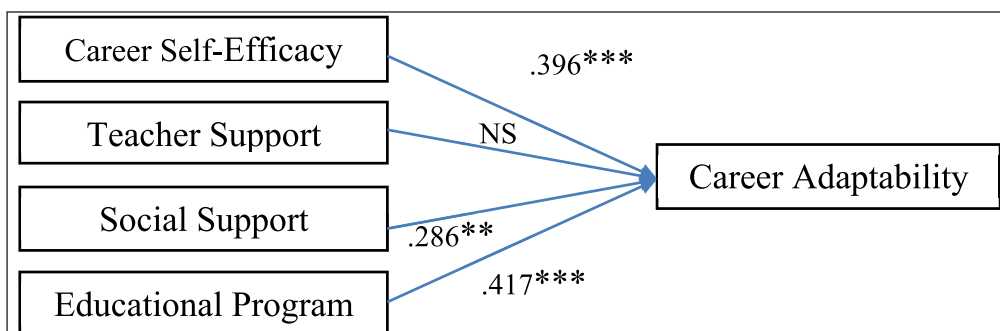 Career Self-Efficacy
.396***
Teacher Support
NS
Career Adaptability
Social Support
.286**
Educational Program
.417***